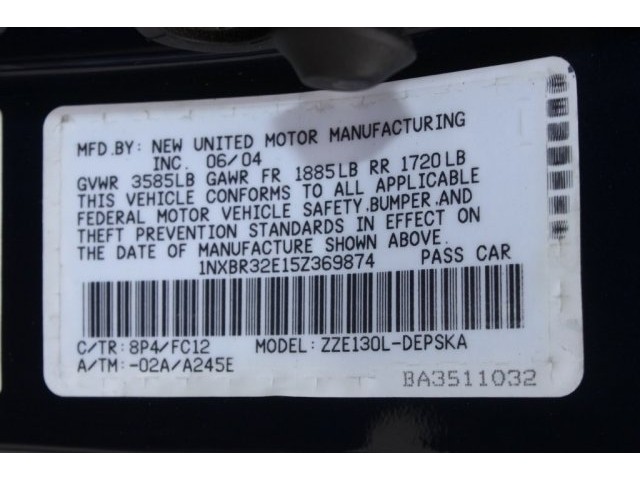 MFD.BY: NEW UNITED MOTOR MANUFACTURING
INC. 06/04
GVWR 3585LB GAWR FR 1885LB RR 1720LB
THIS VEHICLE CONFORMS TO ALL APPLICABLE
FEDERAL MOTOR VEHICLE SAFETY,BUMPER,AND
THEFT PREVENTION STANDARDS IN EFFECT ON
THE DATE OF MANUFACTURE SHOWN ABOVE.
1NXBR32E15Z369874 PASS CAR
C/TR: 8P4/FC12 MODEL: ZZE130L-DEPSKA
A/TM: -02A/A245E
BA3511032